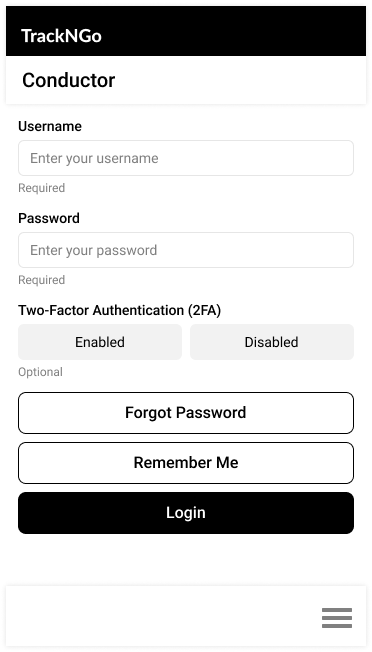 TrackNGo
Conductor
Username
Enter your username
Required
Password
Enter your password
Required
Two-Factor Authentication (2FA)
Enabled Disabled
Optional
Forgot Password
Remember Me
Login